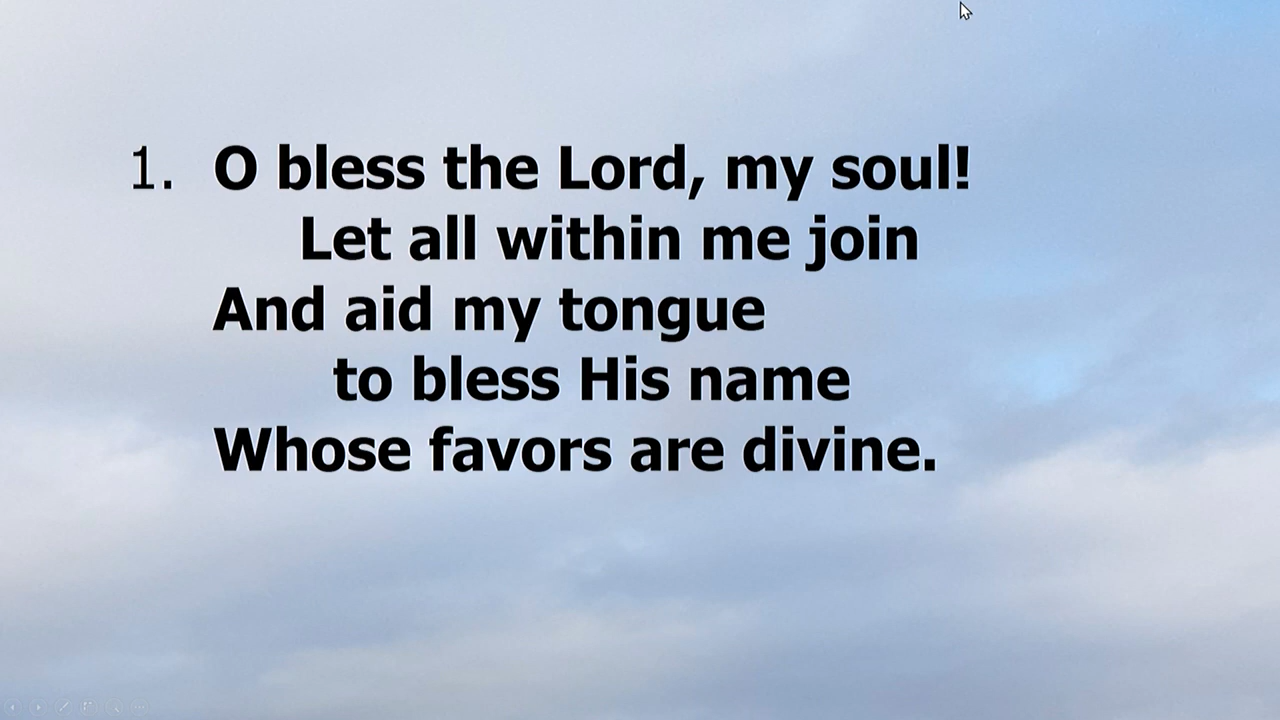 1. O bless the Lord, my soul!
Let all within me join
And aid my tongue
to bless His name
Whose favors are divine.